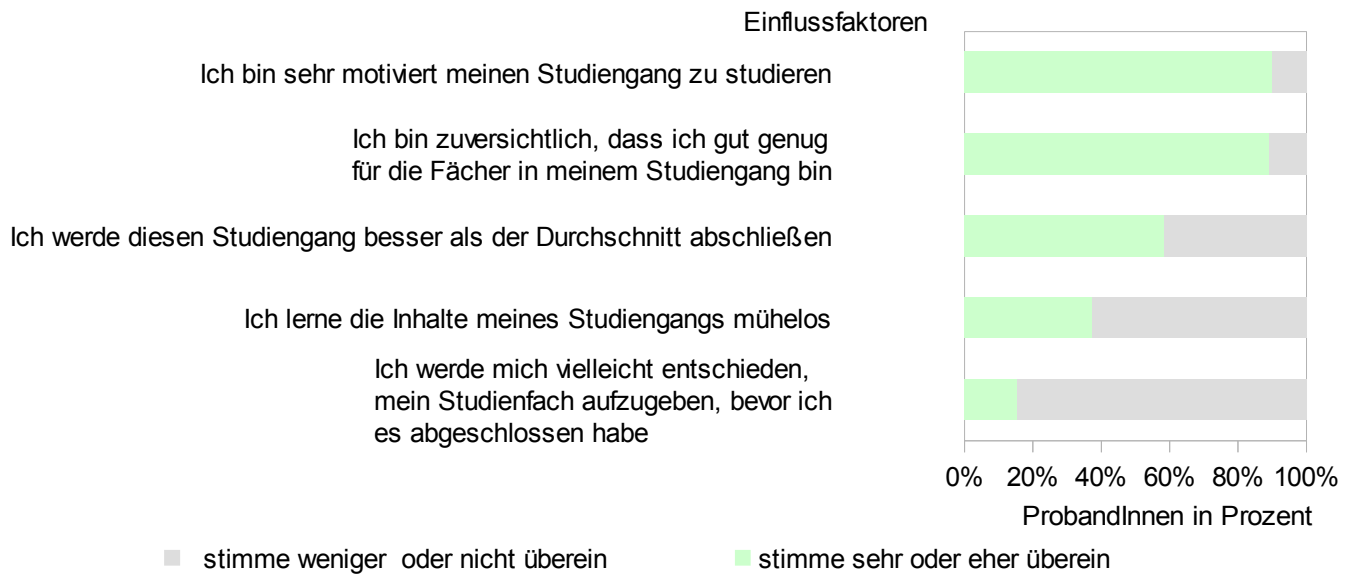 Einflussfaktoren
Ich bin sehr motiviert meinen Studiengang zu studieren
Ich bin zuversichtlich, dass ich gut genug
für die Fächer in meinem Studiengang bin
Ich werde diesen Studiengang besser als der Durchschnitt abschließen
Ich lerne die Inhalte meines Studiengangs mühelos
Ich werde mich vielleicht entschieden,
mein Studienfach aufzugeben, bevor ich
es abgeschlossen habe
0% 20% 40% 60% 80% 100%
ProbandInnen in Prozent
stimme weniger oder nicht überein
stimme sehr oder eher überein